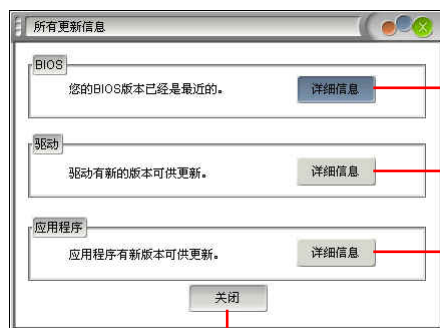 所有更新信息
BIOS
您的BIOS版本已经是最近的。 详细信息
驱动
驱动有新的版本可供更新。 详细信息
应用程序
应用程序有新版本可供更新。 详细信息
关闭